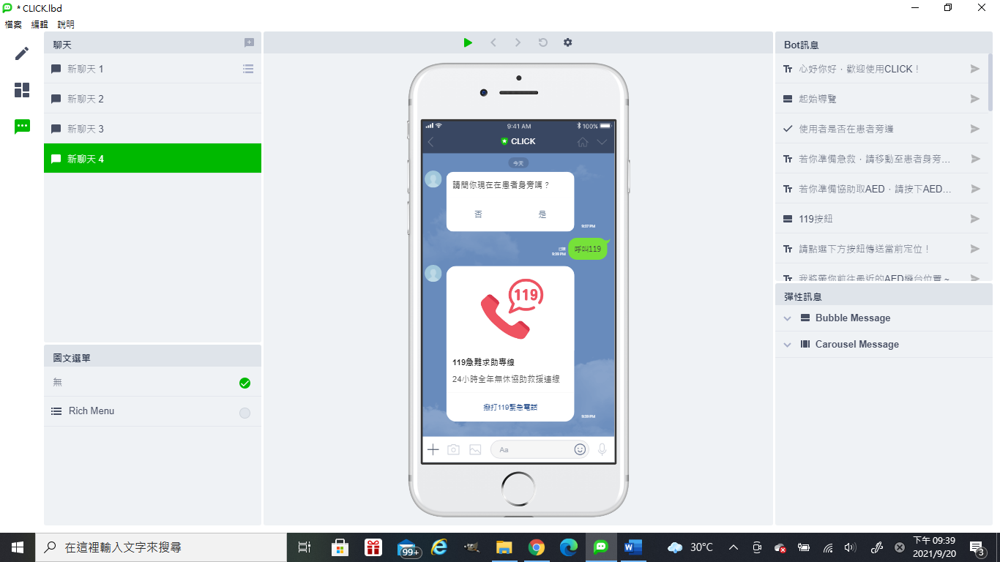 * CLICK.lbd
檔案 編輯 說明
聊天
新聊天 1
新聊天 2
新聊天 3
新聊天 4
圖文選單
無
Rich Menu
9:41 AM
100%
CLICK
今天
請問你現在在患者身旁嗎？
否 是
9:37 PM
呼叫119
已讀
9:39 PM
119
119急難求助專線
24小時全年無休協助救援連線
撥打119緊急電話
9:39 PM
Aa
Bot訊息
心妤你好，歡迎使用CLICK！
起始導覽
使用者是否在患者旁邊
若你準備急救，請移動至患者身旁…
若你準備協助取AED，請按下AED…
119按鈕
請點選下方按鈕傳送當前定位！
我將帶你前往最近的AED機台位置~
彈性訊息
Bubble Message
Carousel Message
在這裡輸入文字來搜尋
99+
30°C
下午 09:39
2021/9/20
3